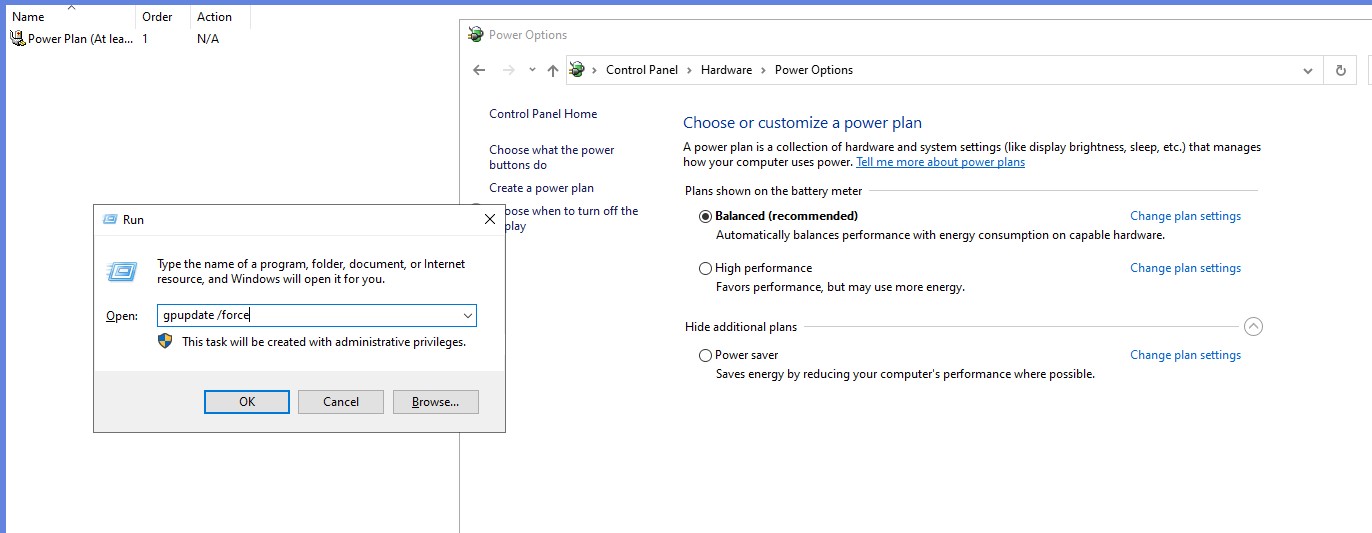 Name Order Action
Power Plan (At lea... 1 N/A
Power Options
Control Panel > Hardware > Power Options
Control Panel Home
Choose what the power
buttons do
Create a power plan
oose when to turn off the
play
Choose or customize a power plan
A power plan is a collection of hardware and system settings (like display brightness, sleep, etc.) that manages
how your computer uses power. Tell me more about power plans
Plans shown on the battery meter
Balanced (recommended) Change plan settings
Automatically balances performance with energy consumption on capable hardware.
High performance Change plan settings
Favors performance, but may use more energy.
Hide additional plans
Power saver Change plan settings
Saves energy by reducing your computer's performance where possible.
Run
Type the name of a program, folder, document, or Internet
resource, and Windows will open it for you.
Open: gpupdate /force
This task will be created with administrative privileges.
OK Cancel Browse...